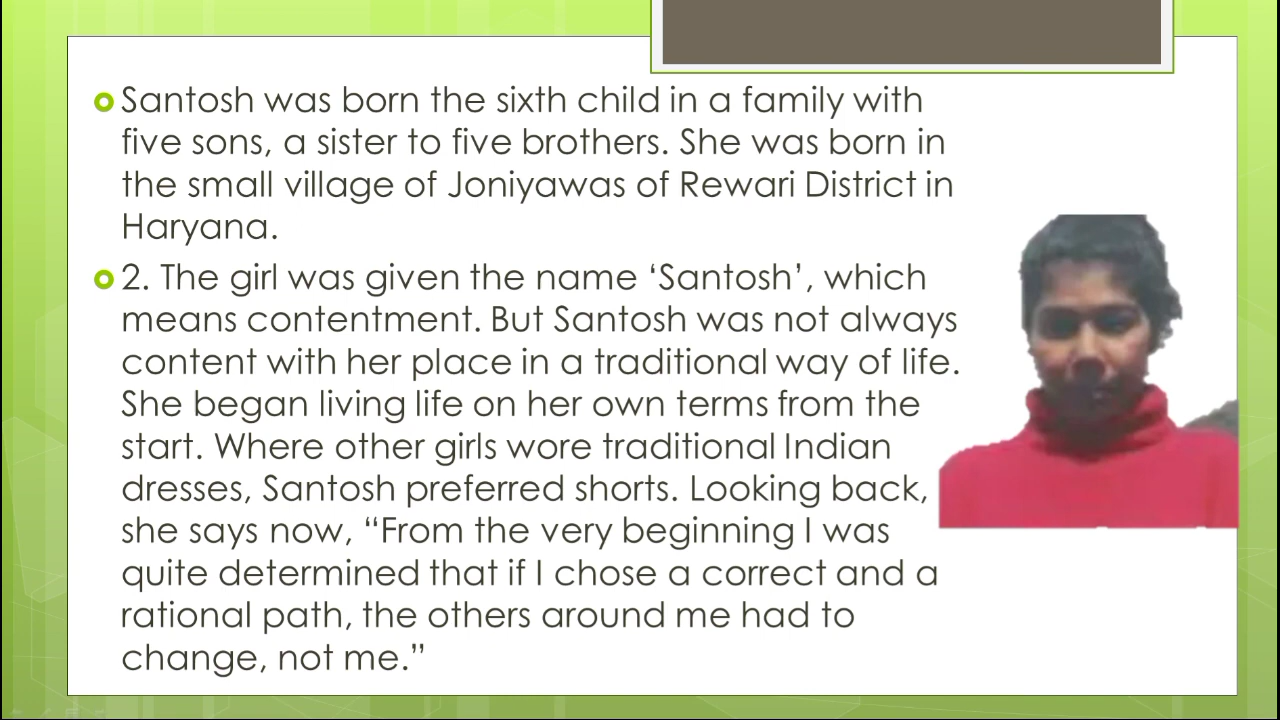 Santosh was born the sixth child in a family with
five sons, a sister to five brothers. She was born in
the small village of Joniyawas of Rewari District in
Haryana.
2. The girl was given the name ‘Santosh’, which
means contentment. But Santosh was not always
content with her place in a traditional way of life.
She began living life on her own terms from the
start. Where other girls wore traditional Indian
dresses, Santosh preferred shorts. Looking back,
she says now, “From the very beginning I was
quite determined that if I chose a correct and a
rational path, the others around me had to
change, not me.”